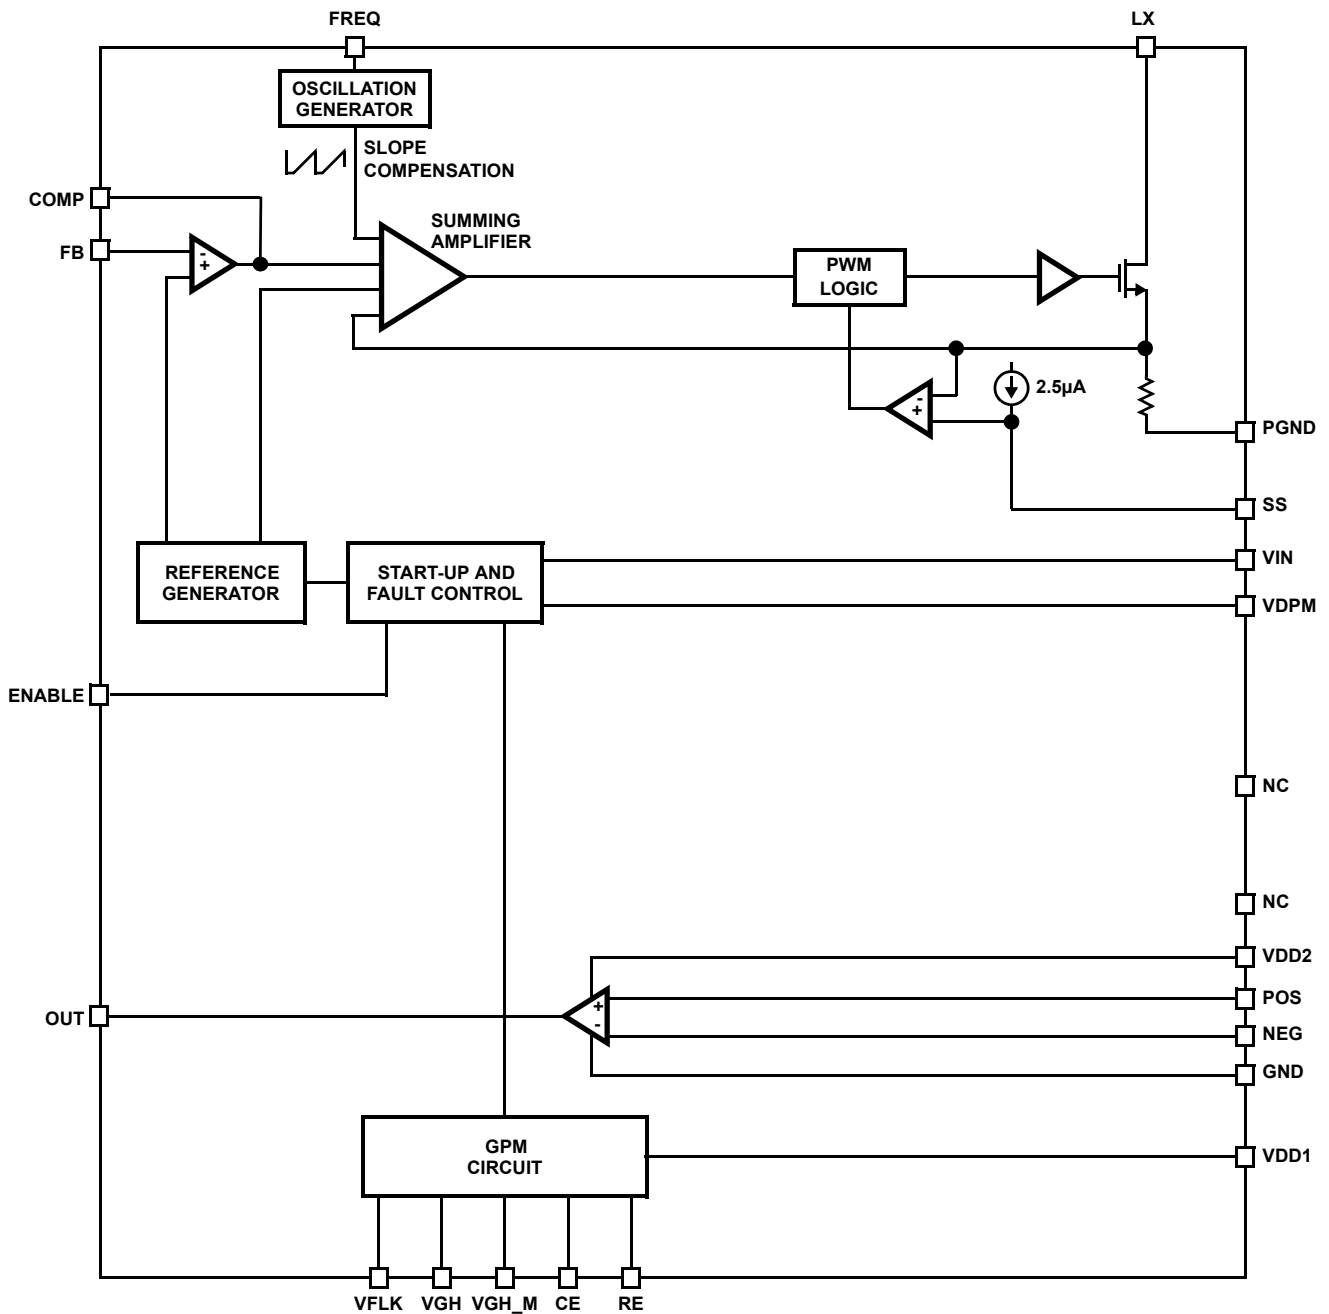 FREQ
LX
OSCILLATION
GENERATOR
SLOPE
COMPENSATION
COMP
FB
-
+
SUMMING
AMPLIFIER
PWM
LOGIC
-
+
2.5µA
PGND
SS
REFERENCE
GENERATOR
START-UP AND
FAULT CONTROL
VIN
VDPM
ENABLE
NC
NC
VDD2
POS
NEG
GND
OUT
+
-
GPM
CIRCUIT
VDD1
VFLK
VGH
VGH_M
CE
RE